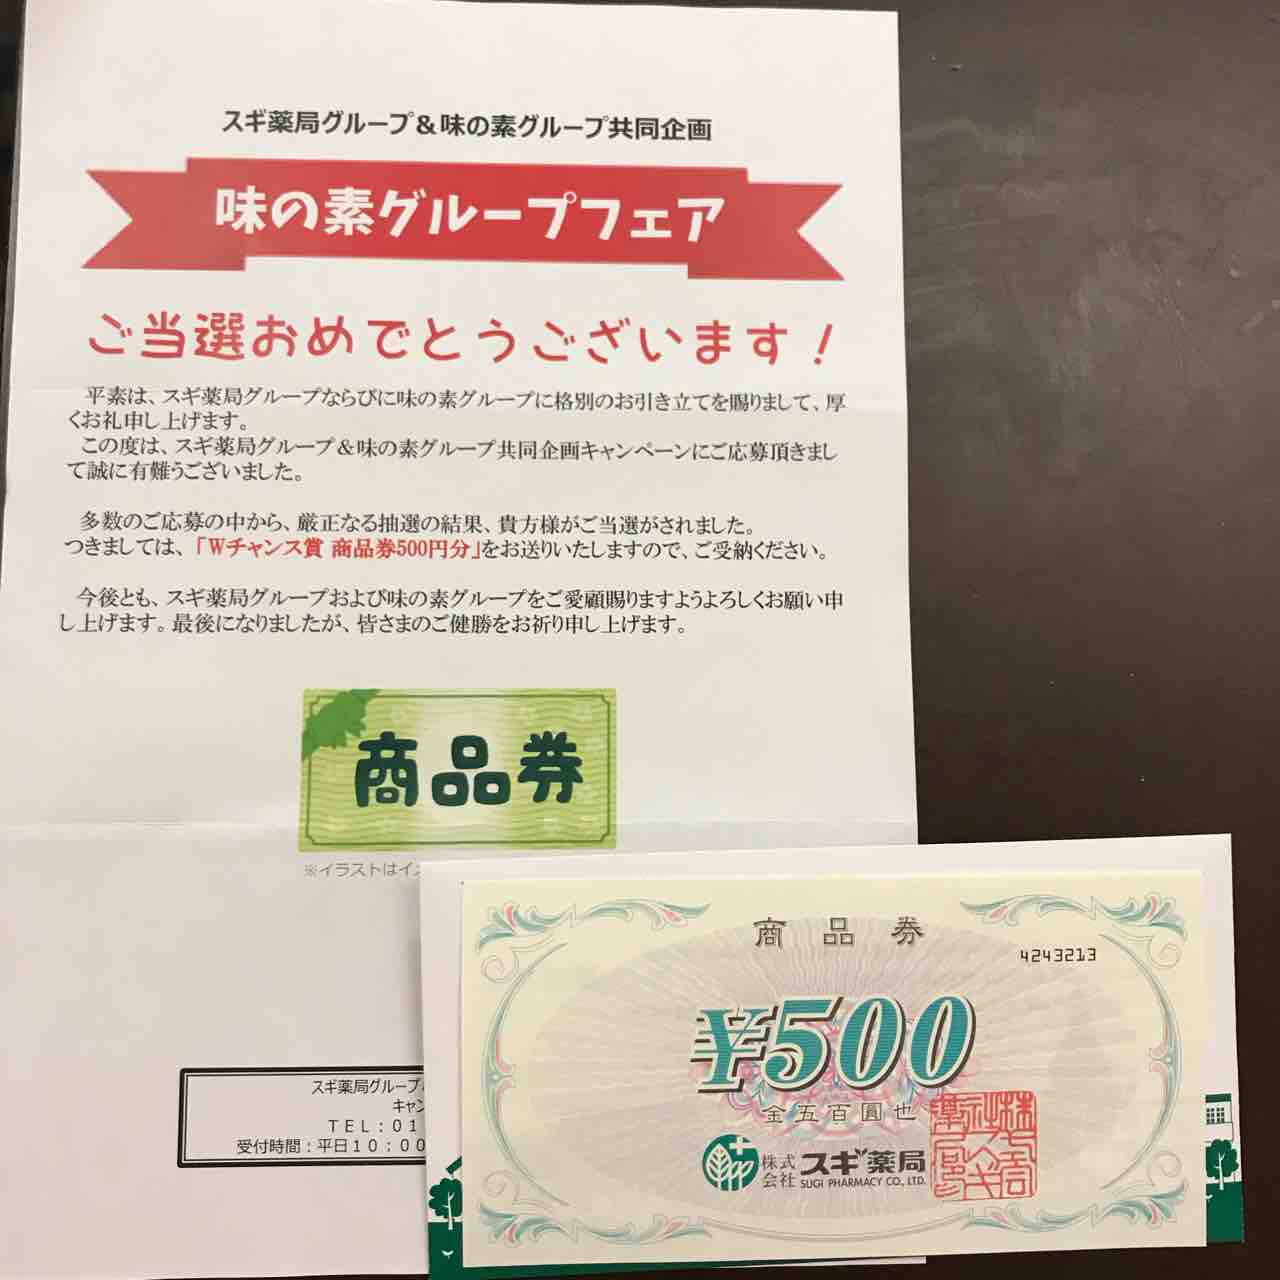 スギ薬局グループ＆味の素グループ共同企画
味の素グループフェア
ご当選おめでとうございます！
平素は、スギ薬局グループならびに味の素グループに格別のお引き立てを賜りまして、厚
くお礼申し上げます。
この度は、スギ薬局グループ＆味の素グループ共同企画キャンペーンにご応募頂きまし
て誠に有難うございました。
多数のご応募の中から、厳正なる抽選の結果、貴方様がご当選がされました。
つきましては、「Wチャンス賞 商品券500円分」をお送りいたしますので、ご受納ください。
今後とも、スギ薬局グループおよび味の素グループをご愛顧賜りますようよろしくお願い申
し上げます。最後になりましたが、皆さまのご健勝をお祈り申し上げます。
商品券
※イラストはイ
スギ薬局グループ
キャン
ＴＥＬ：０１
受付時間：平日１０：００
商品券
4243213
¥500
金五百圓也
株式会社 スギ薬局
SUGI PHARMACY CO., LTD.